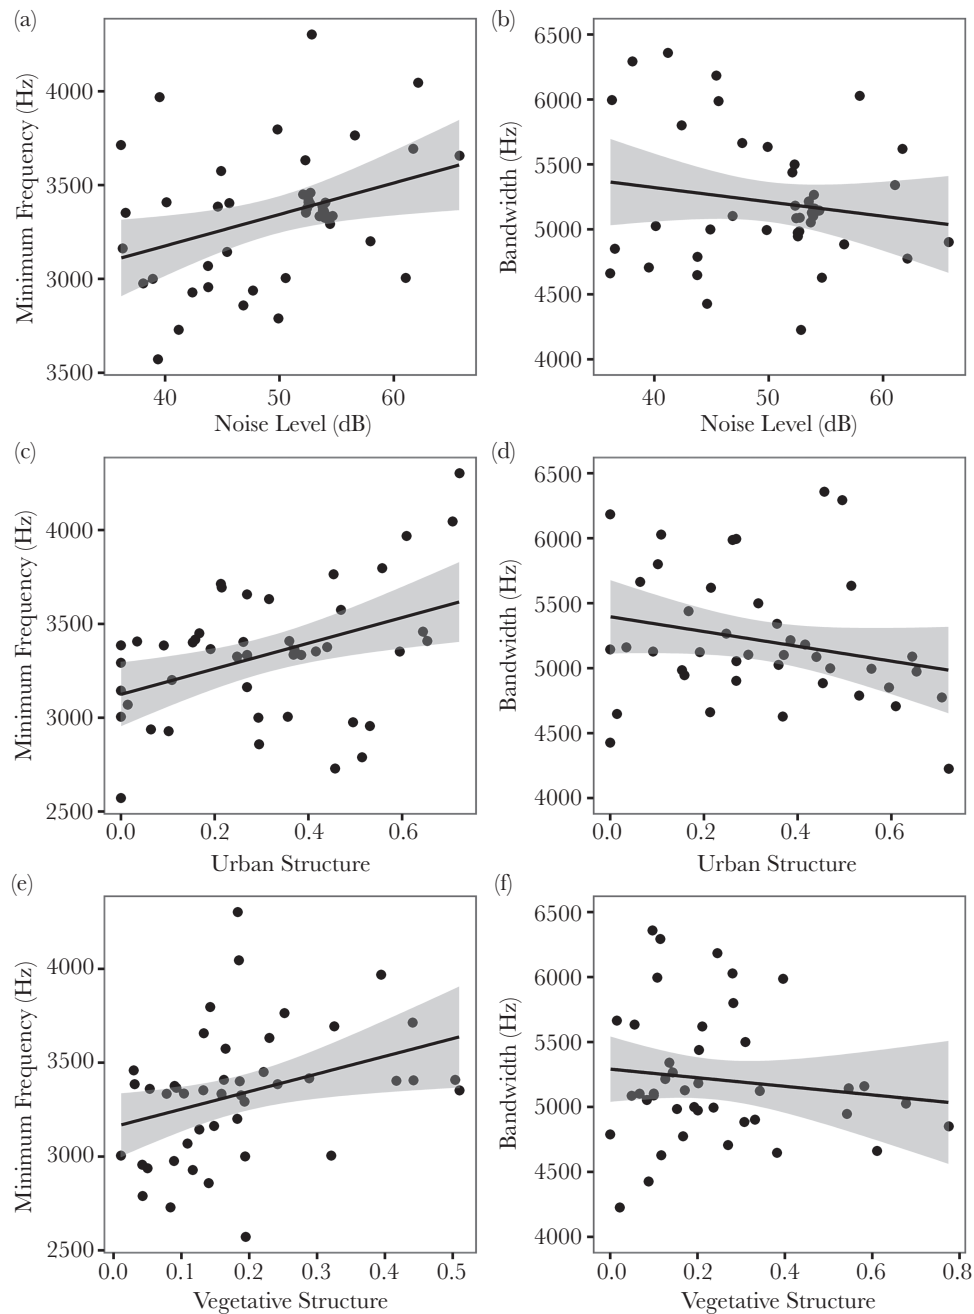 (a)
Minimum Frequency (Hz)
4000
3500
3000
3500
40 50 60
Noise Level (dB)
(b)
Bandwidth (Hz)
6500
6000
5500
5000
4500
4000
40 50 60
Noise Level (dB)
(c)
Minimum Frequency (Hz)
4000
3500
3000
2500
0.0 0.2 0.4 0.6
Urban Structure
(d)
Bandwidth (Hz)
6500
6000
5500
5000
4500
4000
0.0 0.2 0.4 0.6
Urban Structure
(e)
Minimum Frequency (Hz)
4000
3500
3000
2500
0.0 0.1 0.2 0.3 0.4 0.5
Vegetative Structure
(f)
Bandwidth (Hz)
6500
6000
5500
5000
4500
4000
0.0 0.2 0.4 0.6 0.8
Vegetative Structure